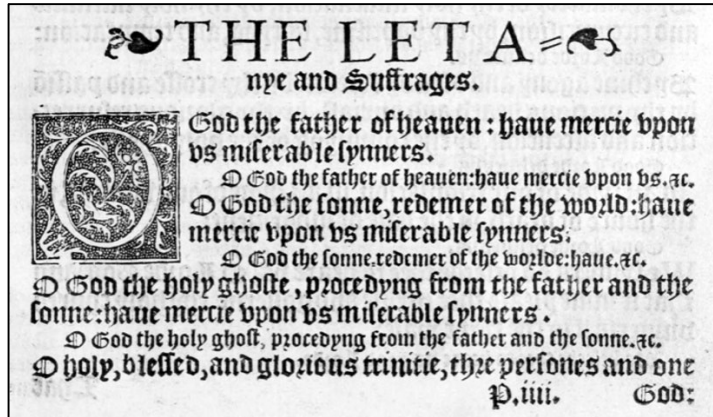 THE LETA=
nye and Suffrages.
O God the father of heauen : haue mercie vpon
vs miserable synners.
O God the father of heauen:haue mercie vpon vs. ⁊c.
O God the sonne, redemer of the world:haue
mercie vpon vs miserable synners:
O God the sonne.redemer of the worlde:haue.⁊c.
O God the holy ghoste, procedyng from the father and the
sonne:haue mercie vpon vs miserable synners.
O God the holy ghost, procedyng from the father and the sonne.⁊c.
O holy, blessed, and glorious trinitie, thre persones and one
P.iiii. God: